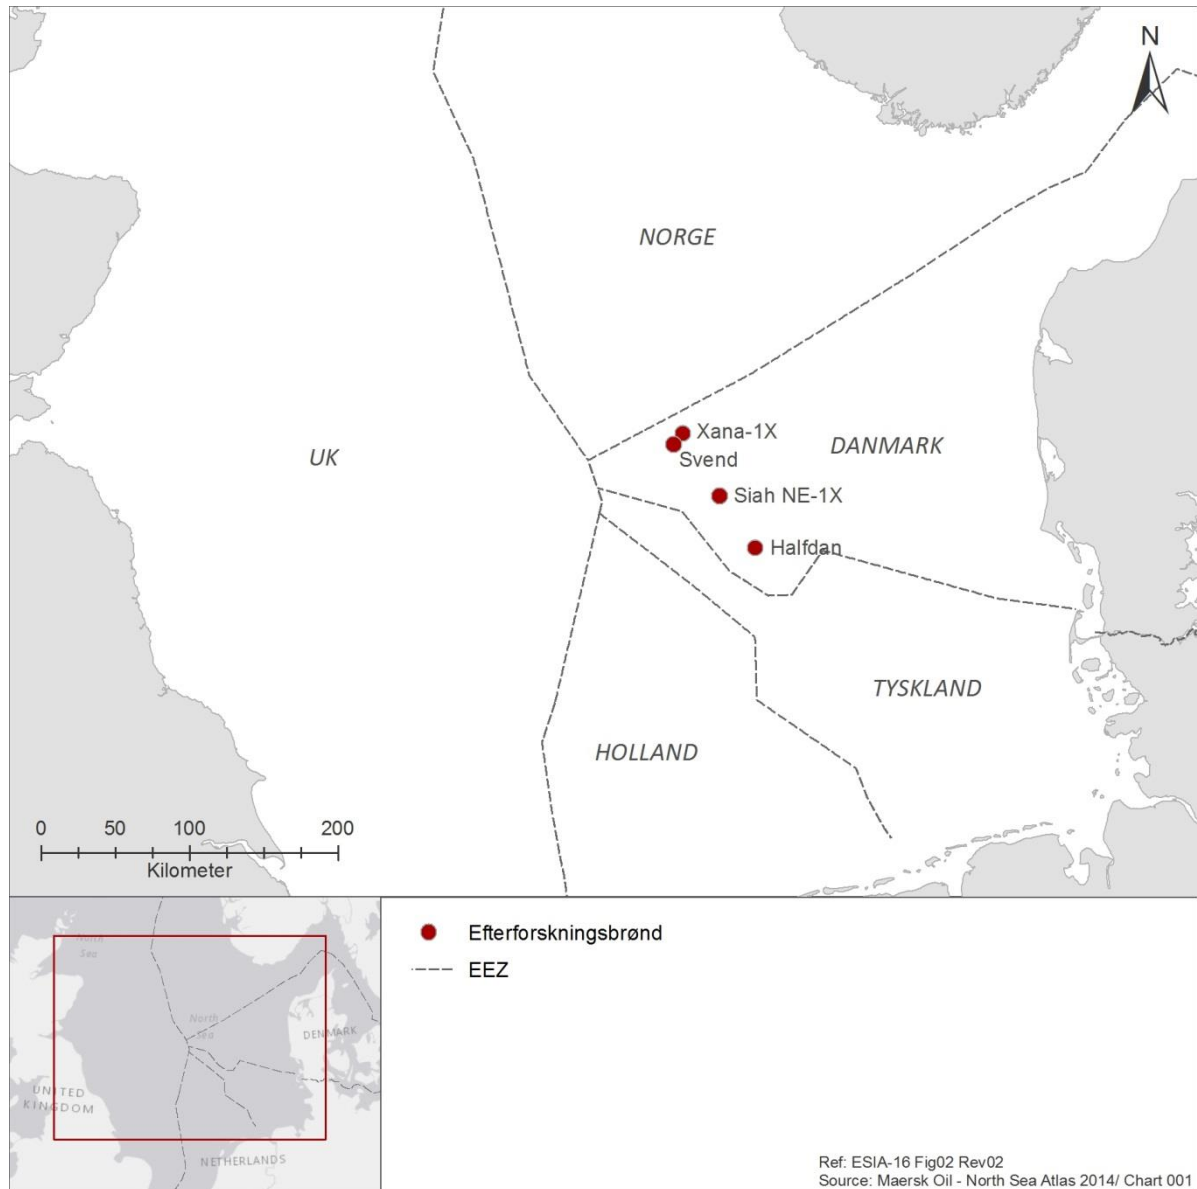 N
NORGE
Xana-1X
DANMARK
UK
Svend
Siah NE-1X
Halfdan
TYSKLAND
HOLLAND
0 50 100 200
Kilometer
North
Sea
North
Sea
DENMARK
UNITED
KINGDOM
NETHERLANDS
Efterforskningsbrønd
EEZ
Ref: ESIA-16 Fig02 Rev02
Source: Maersk Oil - North Sea Atlas 2014/ Chart 001